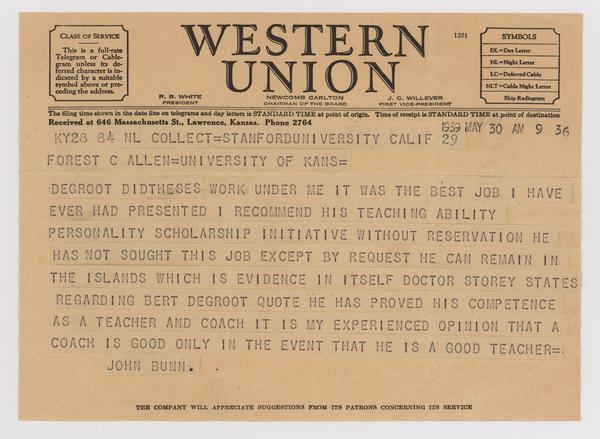 CLASS OF SERVICE
This is a full-rate
Telegram or Cable-
gram unless its de-
ferred character is
indicated by a suitable
symbol above or pre-
ceding the address.
WESTERN
UNION
1201
SYMBOLS
DL=Day Letter
NL=Night Letter
LC=Deferred Cable
NLT=Cable Night Letter
Ship Radiogram
R. B. WHITE
PRESIDENT
NEWCOMB CARLTON
CHAIRMAN OF THE BOARD
J. C. WILLEVER
FIRST VICE-PRESIDENT
The filing time shown in the date line on telegrams and day letters is STANDARD TIME at point of origin. Time of receipt is STANDARD TIME at point of destination
Received at 646 Massachusetts St., Lawrence, Kansas. Phone 2764
1939 MAY 30 AM 9 36
KY28 84 NL COLLECT=STANFORDUNIVERSITY CALIF 29
FOREST C ALLEN=UNIVERSITY OF KANS=
DEGROOT DIDTHESES WORK UNDER ME IT WAS THE BEST JOB I HAVE
EVER HAD PRESENTED I RECOMMEND HIS TEACHING ABILITY
PERSONALITY SCHOLARSHIP INITIATIVE WITHOUT RESERVATION HE
HAS NOT SOUGHT THIS JOB EXCEPT BY REQUEST HE CAN REMAIN IN
THE ISLANDS WHICH IS EVIDENCE IN ITSELF DOCTOR STOREY STATES
REGARDING BERT DEGROOT QUOTE HE HAS PROVED HIS COMPETENCE
AS A TEACHER AND COACH IT IS MY EXPERIENCED OPINION THAT A
COACH IS GOOD ONLY IN THE EVENT THAT HE IS A GOOD TEACHER=
JOHN BUNN.
THE COMPANY WILL APPRECIATE SUGGESTIONS FROM ITS PATRONS CONCERNING ITS SERVICE